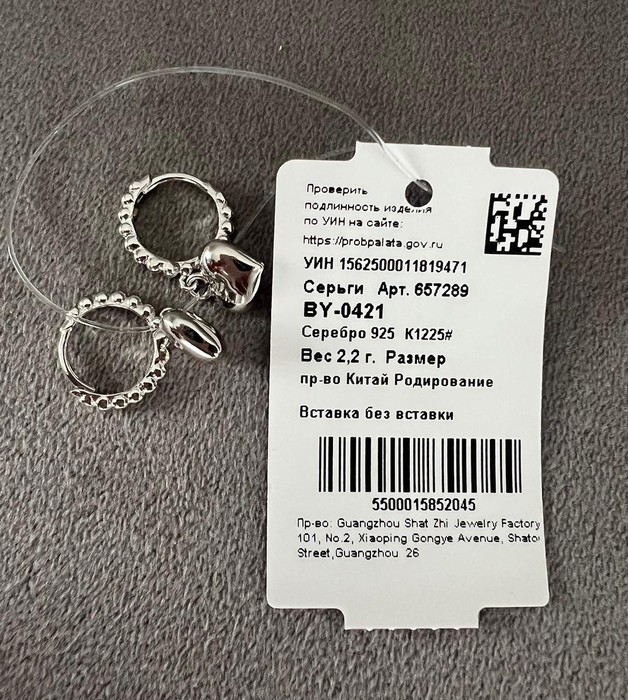 Проверить
подлинность изделия
по УИН на сайте:
https://probpalata.gov.ru
УИН 1562500011819471
Серьги Арт. 657289
BY-0421
Серебро 925 K1225#
Вес 2,2 г. Размер
пр-во Китай Родирование
Вставка без вставки
5500015852045
Пр-во: Guangzhou Shat Zhi Jewelry Factory
101, No.2, Xiaoping Gongye Avenue, Shato
Street,Guangzhou 26